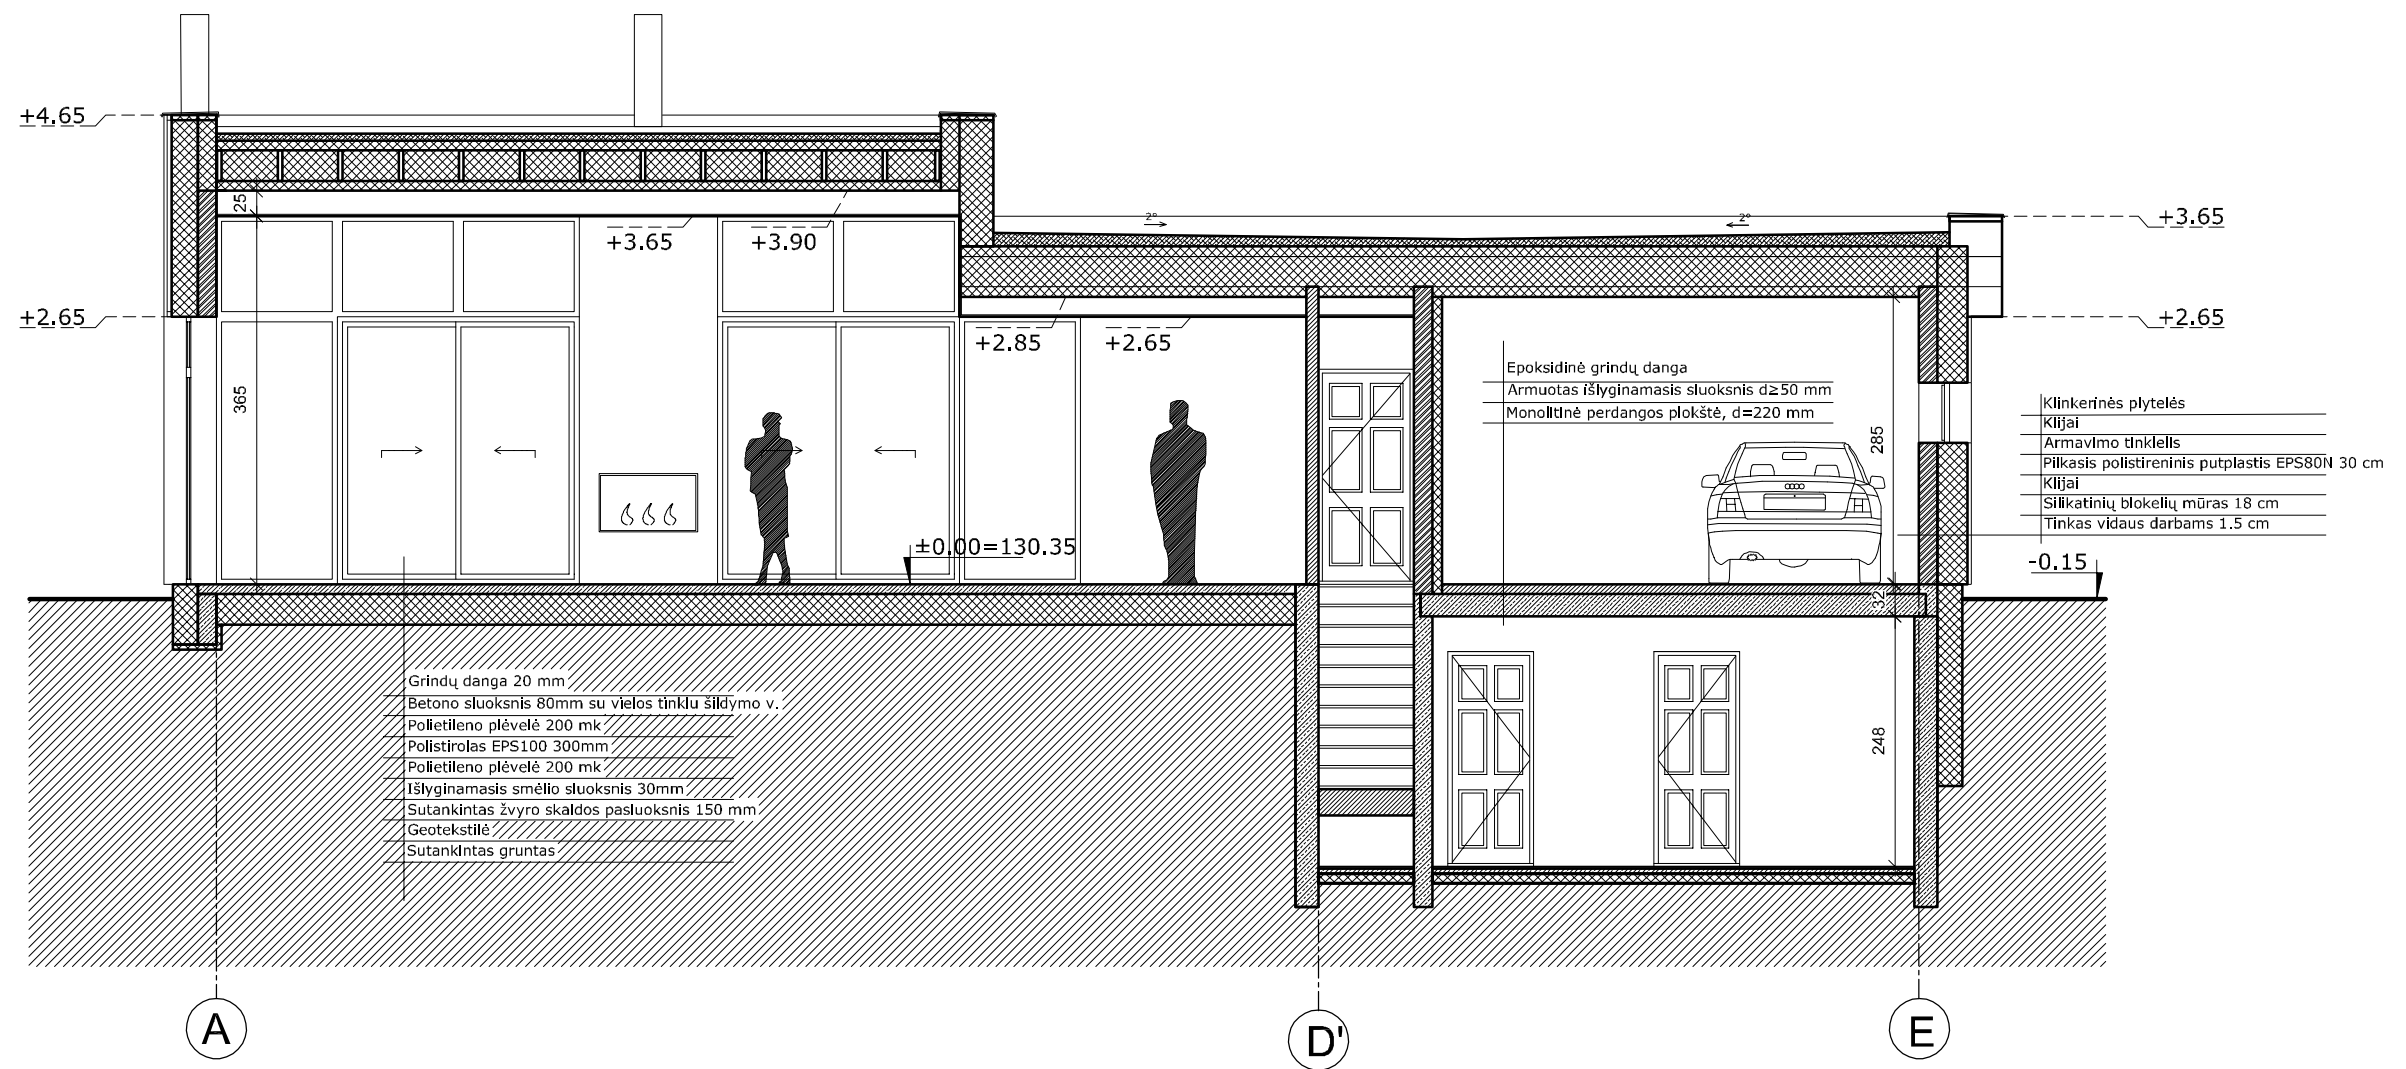 +4.65
25
2°
2°
+3.65
+3.65
+3.90
+2.65
+2.65
+2.85
+2.65
365
Epoksidinė grindų danga
Armuotas išlyginamasis sluoksnis d≥50 mm
Monolitinė perdangos plokštė, d=220 mm
285
Klinkerinės plytelės
Klijai
Armavimo tinklelis
Pilkasis polistireninis putplastis EPS80N 30 cm
Klijai
Silikatinių blokelių mūras 18 cm
Tinkas vidaus darbams 1.5 cm
±0.00=130.35
-0.15
32
Grindų danga 20 mm
Betono sluoksnis 80mm su vielos tinklu šildymo v.
Polietileno plėvelė 200 mk
Polistirolas EPS100 300mm
Polietileno plėvelė 200 mk
Išlyginamasis smėlio sluoksnis 30mm
Sutankintas žvyro skaldos pasluoksnis 150 mm
Geotekstilė
Sutankintas gruntas
248
A
D'
E